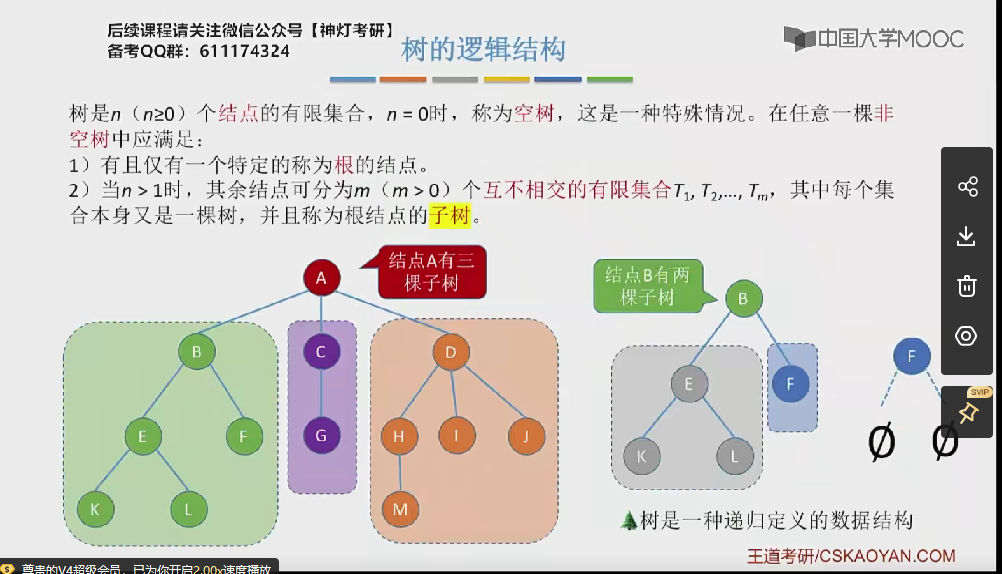 后续课程请关注微信公众号【神灯考研】
备考QQ群：611174324
树的逻辑结构
中国大学MOOC
树是n（n≥0）个结点的有限集合，n = 0时，称为空树，这是一种特殊情况。在任意一棵非
空树中应满足：
1）有且仅有一个特定的称为根的结点。
2）当n > 1时，其余结点可分为m（m > 0）个互不相交的有限集合T1, T2,…, Tm，其中每个集
合本身又是一棵树，并且称为根结点的子树。
结点A有三
棵子树
A
B
C
D
E
F
G
H
I
J
K
L
M
结点B有两
棵子树
B
E
F
K
L
F
Ø
Ø
SVIP
树是一种递归定义的数据结构
王道考研/CSKAOYAN.COM
尊贵的V4超级会员，已为你开启2.00x速度播放